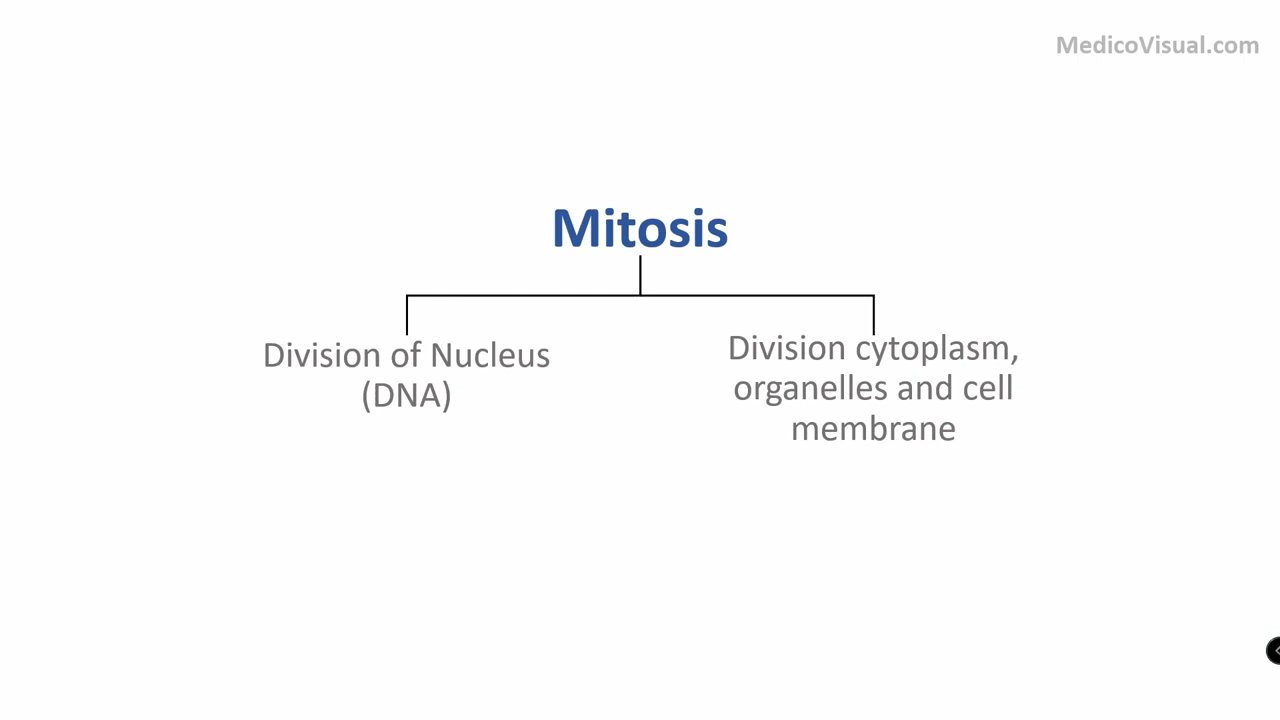 MedicoVisual.com
Mitosis
Division of Nucleus
(DNA)
Division cytoplasm,
organelles and cell
membrane